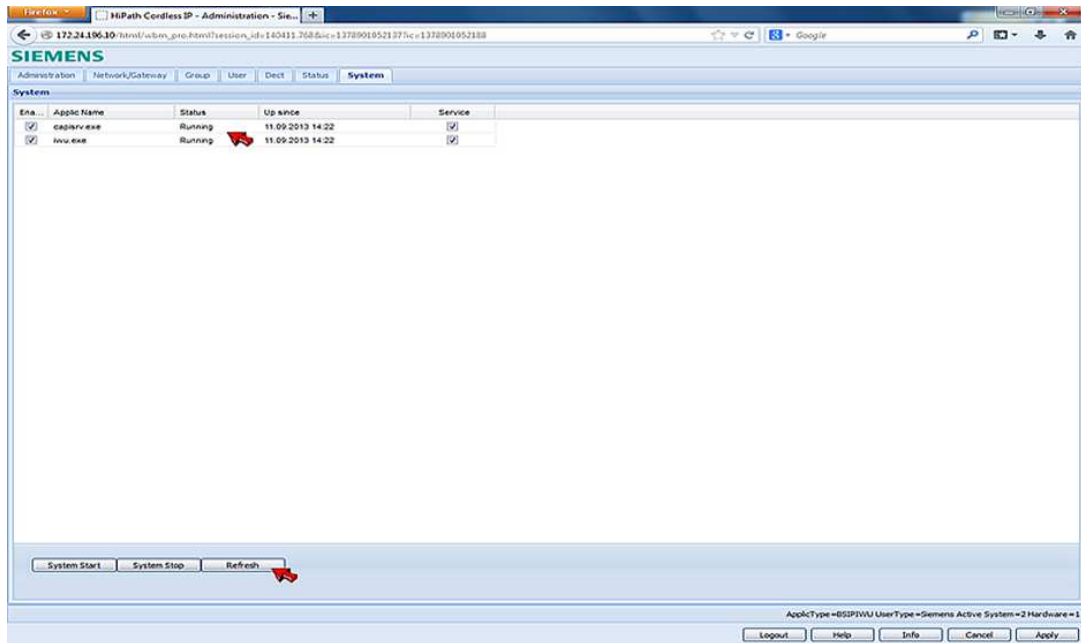 Firefox
HiPath Cordless IP - Administration - Sie...
172.24.196.10/html/wbm_pro.html?session_id=140411.768&ic=1378901052137?ic=1378901052188
Google
SIEMENS
Administration Network/Gateway Group User Dect Status System
System
Ena... Applic Name Status Up since Service
capisrv.exe Running 11.09.2013 14:22
iwu.exe Running 11.09.2013 14:22
System Start System Stop Refresh
ApplicType=BSIPIWU UserType=Siemens Active System=2 Hardware=1
Logout Help Info Cancel Apply